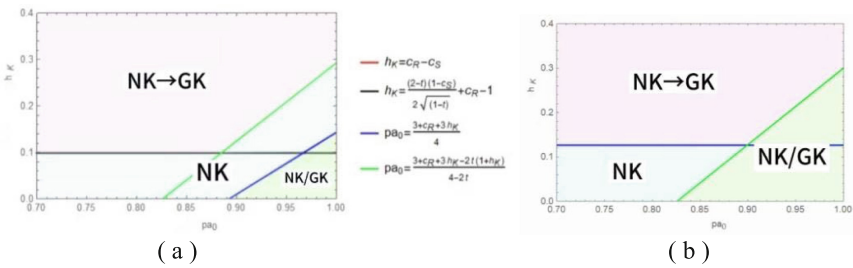 0.4
0.3
0.2
0.1
0.0
h_K
NK→GK
NK
NK/GK
0.70 0.75 0.80 0.85 0.90 0.95 1.00
pa₀
( a )
h_K=c_R−c_S
h_K=\frac{(2-t)(1-c_S)}{2\sqrt{(1-t)}}+c_R−1
pa₀=\frac{3+c_R+3h_K}{4}
pa₀=\frac{3+c_R+3h_K-2t(1+h_K)}{4-2t}
0.4
0.3
0.2
0.1
0.0
h_K
NK→GK
NK
NK/GK
0.70 0.75 0.80 0.85 0.90 0.95 1.00
pa₀
( b )